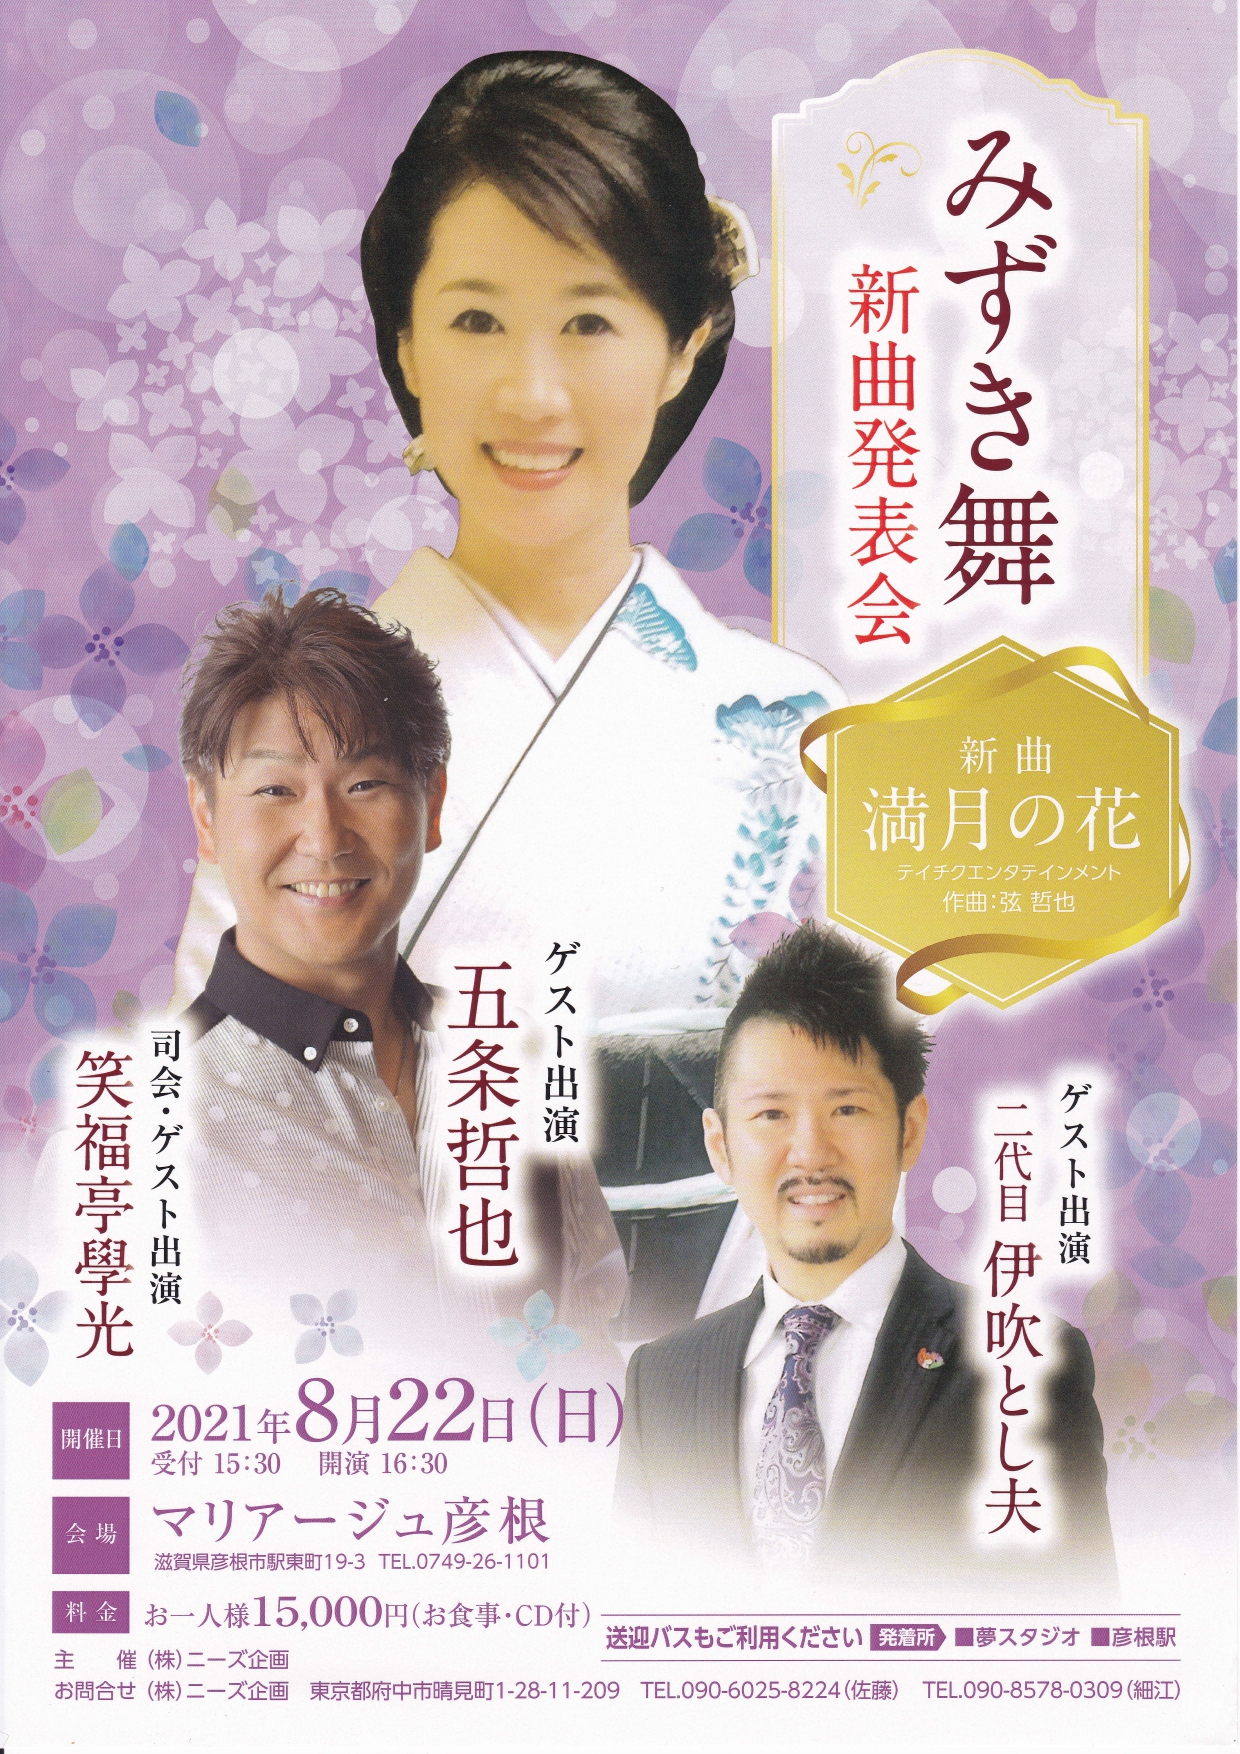 みずき舞
新曲発表会
新曲
満月の花
テイチクエンタテインメント
作曲:弦 哲也
ゲスト出演
五条哲也
司会・ゲスト出演
笑福亭學光
ゲスト出演
二代目 伊吹とし夫
開催日
2021年8月22日(日)
受付 15:30 開演 16:30
会場
マリアージュ彦根
滋賀県彦根市駅東町19-3 TEL.0749-26-1101
料金
お一人様15,000円(お食事・CD付)
送迎バスもご利用ください 発着所 ■夢スタジオ ■彦根駅
主 催 (株)ニーズ企画
お問合せ (株)ニーズ企画 東京都府中市晴見町1-28-11-209 TEL.090-6025-8224(佐藤) TEL.090-8578-0309(細江)